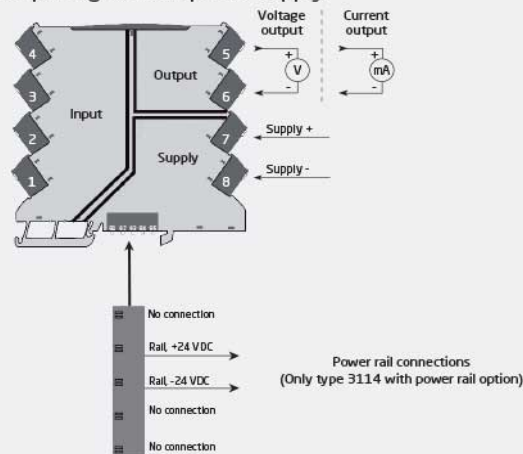 Voltage output
Current output
4
5
+
V
-
+
mA
-
3
Output
6
Input
2
7
Supply +
Supply
1
8
Supply -
No connection
Rail, +24 VDC
Rail, -24 VDC
No connection
No connection
Power rail connections
(Only type 3114 with power rail option)